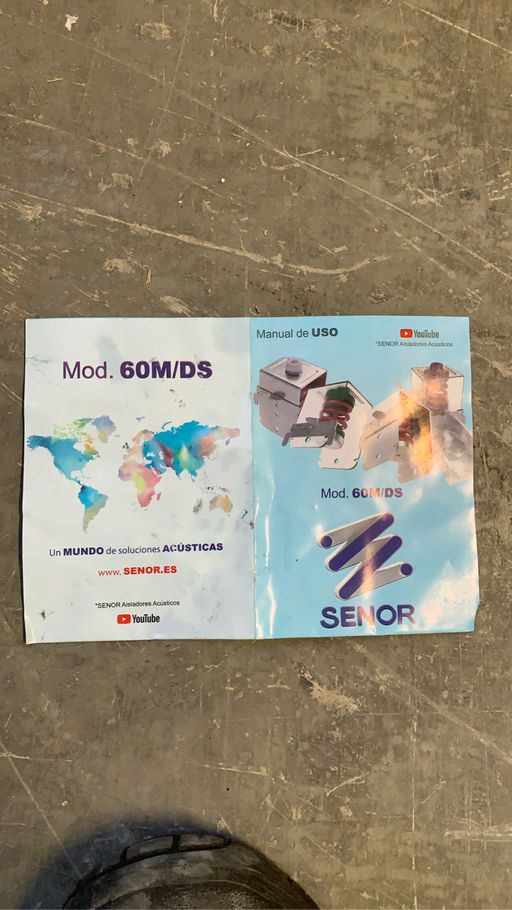 Mod. 60M/DS
Un MUNDO de soluciones ACÚSTICAS
www. SENOR.ES
*SENOR Aisladores Acústicos
YouTube
Manual de USO
YouTube
*SENOR Aisladores Acústicos
Mod. 60M/DS
SENOR